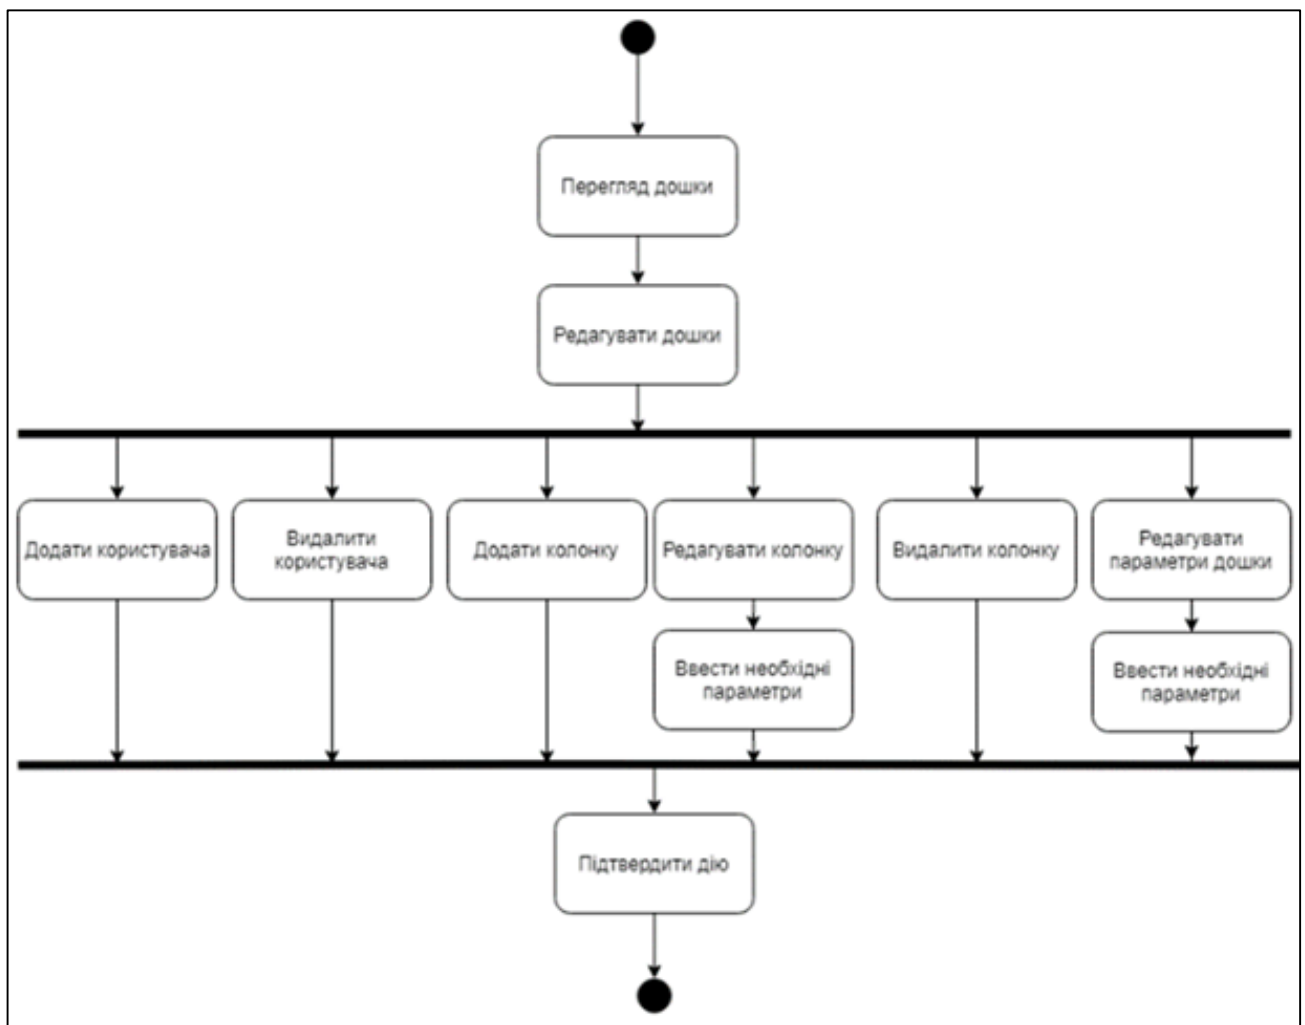 Перегляд дошки
Редагувати дошки
Додати користувача
Видалити
користувача
Додати колонку
Редагувати колонку
Видалити колонку
Редагувати
параметри дошки
Ввести необхідні
параметри
Ввести необхідні
параметри
Підтвердити дію